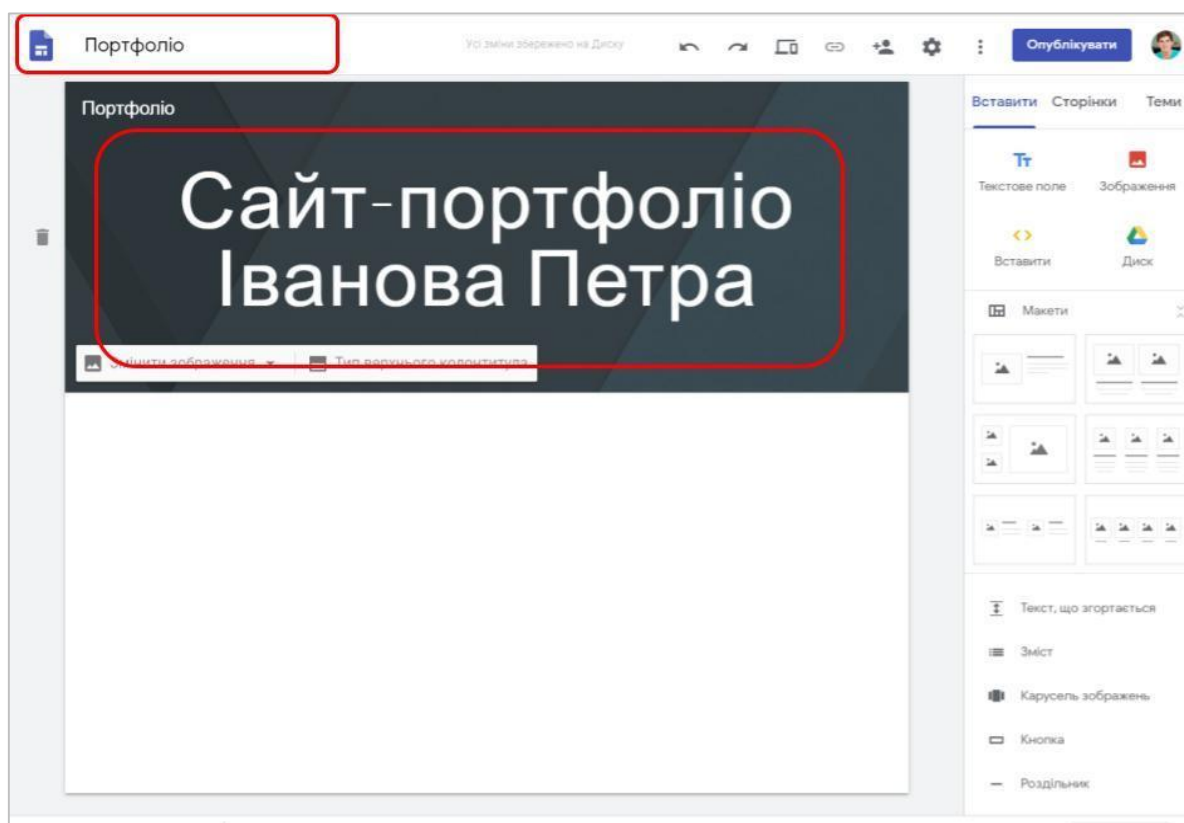 Портфоліо
Усі зміни збережено на Диску
Опублікувати
Портфоліо
Сайт-портфоліо
Іванова Петра
Змінити зображення
Тип верхнього колонтитула
Вставити Сторінки Теми
Текстове поле
Зображення
Вставити
Диск
Макети
Текст, що згортається
Зміст
Карусель зображень
Кнопка
Роздільник